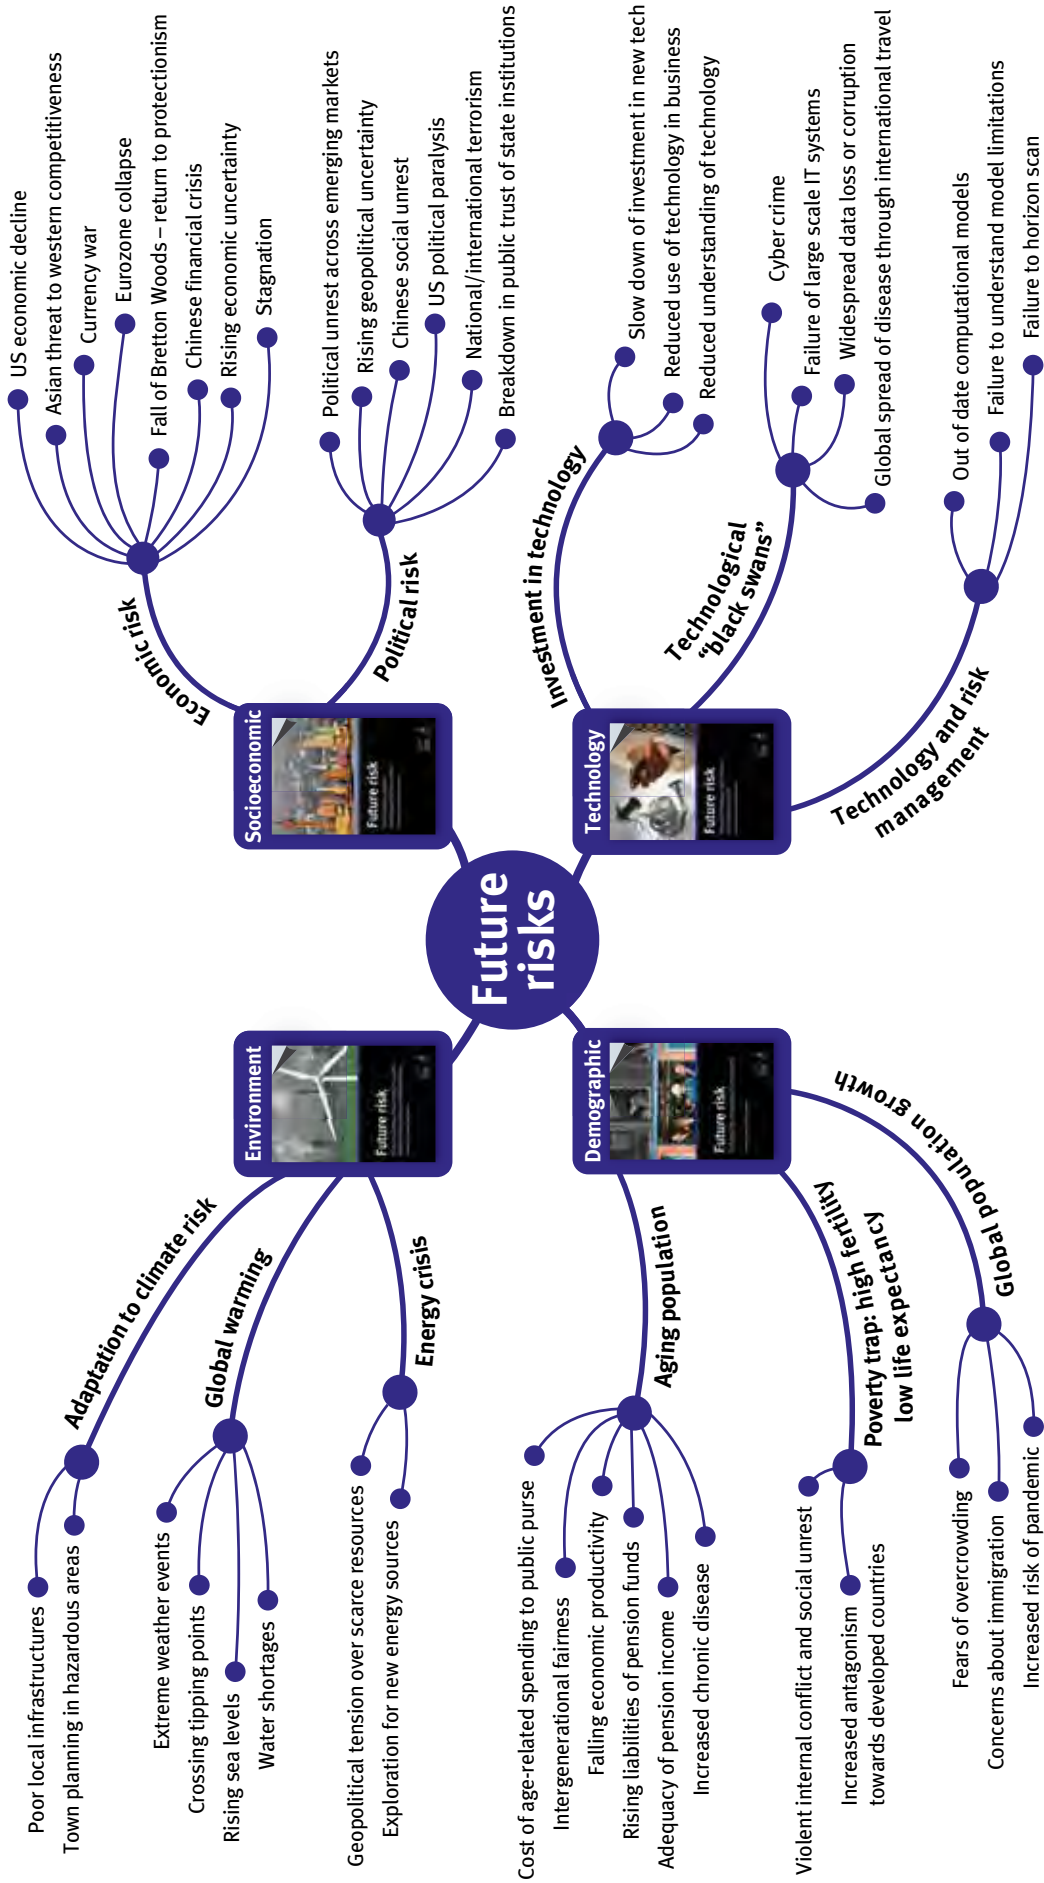 Future
risks
Environment
Future risk
Adaptation to climate risk
Poor local infrastructures
Town planning in hazardous areas
Global warming
Extreme weather events
Crossing tipping points
Rising sea levels
Water shortages
Energy crisis
Geopolitical tension over scarce resources
Exploration for new energy sources
Socioeconomic
Future risk
Economic risk
US economic decline
Asian threat to western competitiveness
Currency war
Eurozone collapse
Fall of Bretton Woods – return to protectionism
Chinese financial crisis
Rising economic uncertainty
Stagnation
Political risk
Political unrest across emerging markets
Rising geopolitical uncertainty
Chinese social unrest
US political paralysis
National/international terrorism
Breakdown in public trust of state institutions
Demographic
Future risk
Aging population
Cost of age-related spending to public purse
Intergenerational fairness
Falling economic productivity
Rising liabilities of pension funds
Adequacy of pension income
Increased chronic disease
Poverty trap: high fertility
low life expectancy
Violent internal conflict and social unrest
Increased antagonism
towards developed countries
Global population growth
Fears of overcrowding
Concerns about immigration
Increased risk of pandemic
Technology
Future risk
Investment in technology
Slow down of investment in new tech
Reduced use of technology in business
Reduced understanding of technology
Technological
“black swans”
Cyber crime
Failure of large scale IT systems
Widespread data loss or corruption
Global spread of disease through international travel
Technology and risk
management
Out of date computational models
Failure to understand model limitations
Failure to horizon scan